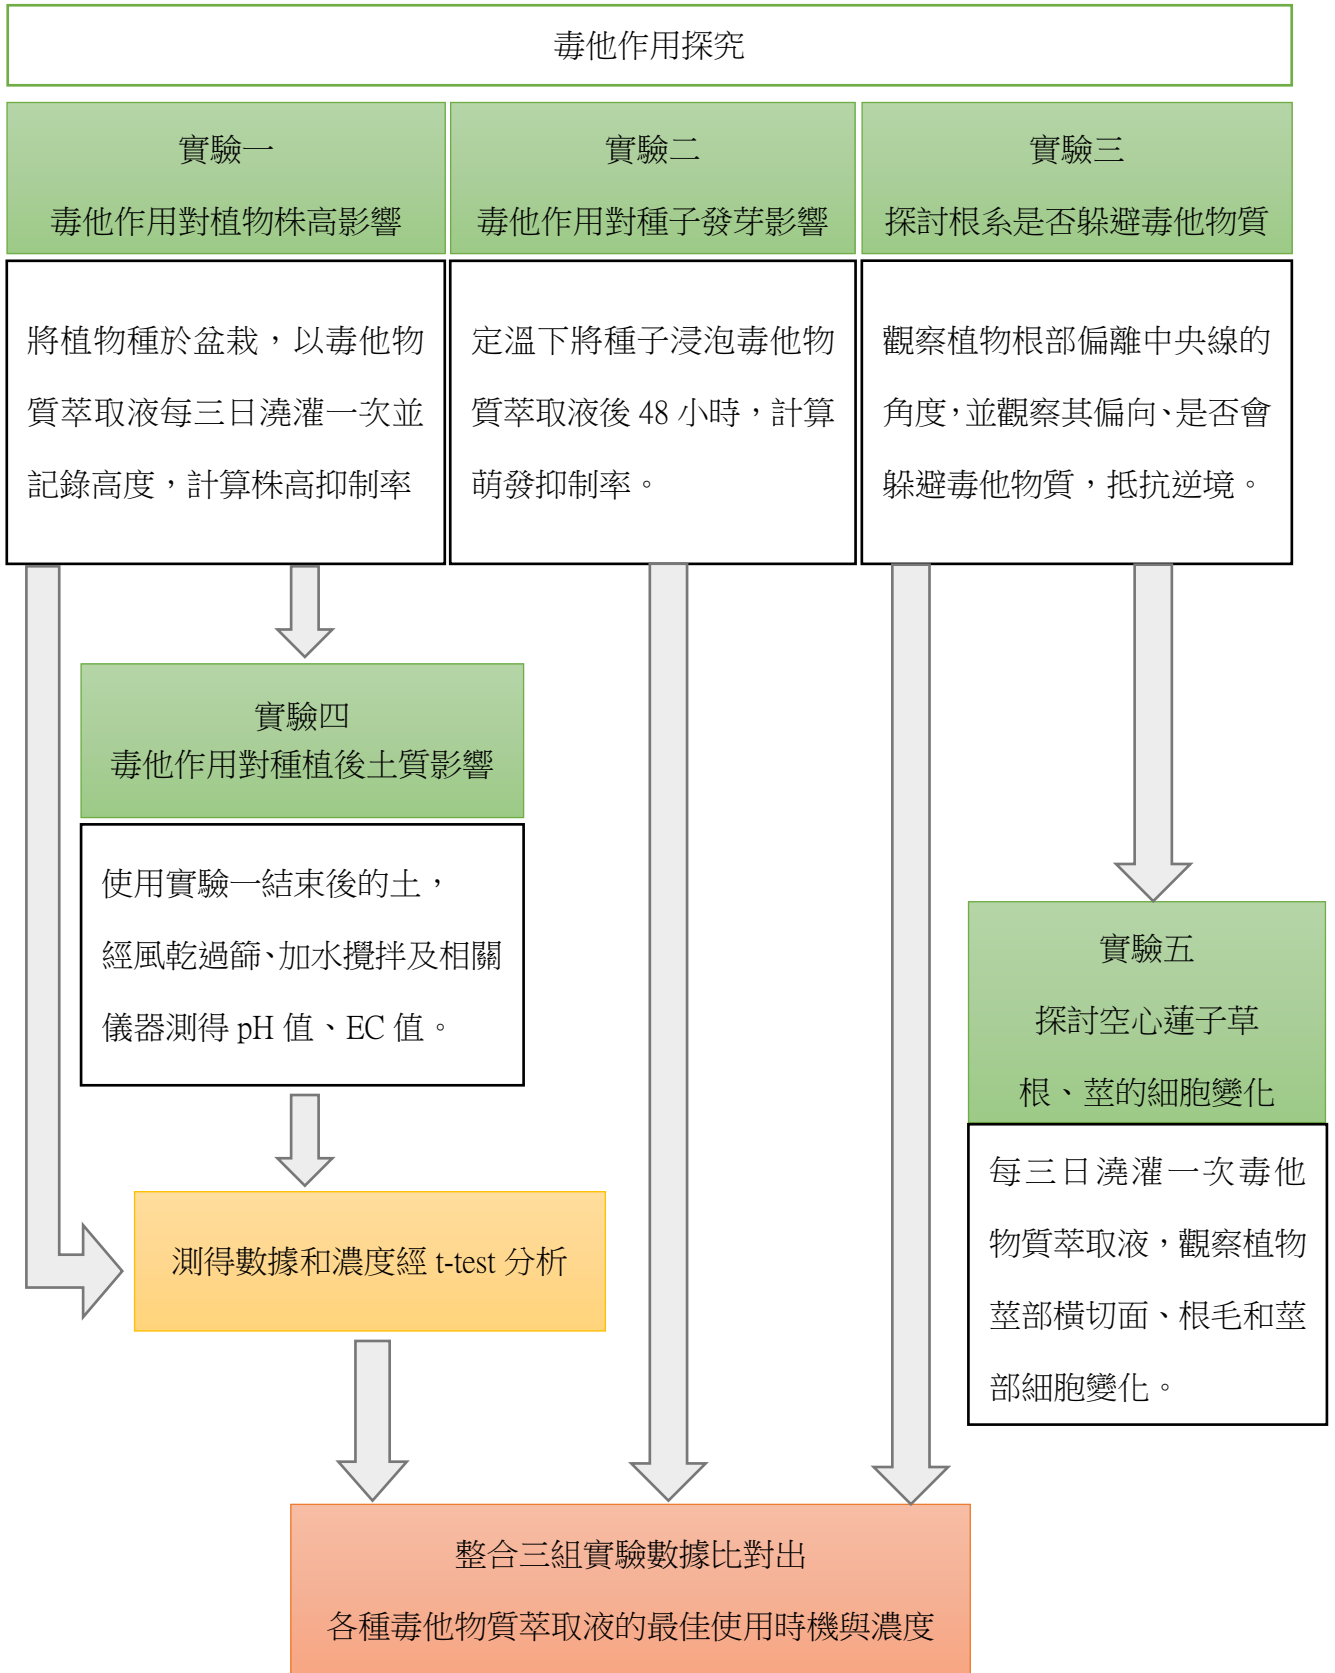 毒他作用探究
實驗一
毒他作用對植物株高影響
實驗二
毒他作用對種子發芽影響
實驗三
探討根系是否躲避毒他物質
將植物種於盆栽，以毒他物
質萃取液每三日澆灌一次並
記錄高度，計算株高抑制率
定溫下將種子浸泡毒他物
質萃取液後 48 小時，計算
萌發抑制率。
觀察植物根部偏離中央線的
角度，並觀察其偏向、是否會
躲避毒他物質，抵抗逆境。
實驗四
毒他作用對種植後土質影響
使用實驗一結束後的土，
經風乾過篩、加水攪拌及相關
儀器測得 pH 值、EC 值。
實驗五
探討空心蓮子草
根、莖的細胞變化
每三日澆灌一次毒他
物質萃取液，觀察植物
莖部橫切面、根毛和莖
部細胞變化。
測得數據和濃度經 t-test 分析
整合三組實驗數據比對出
各種毒他物質萃取液的最佳使用時機與濃度